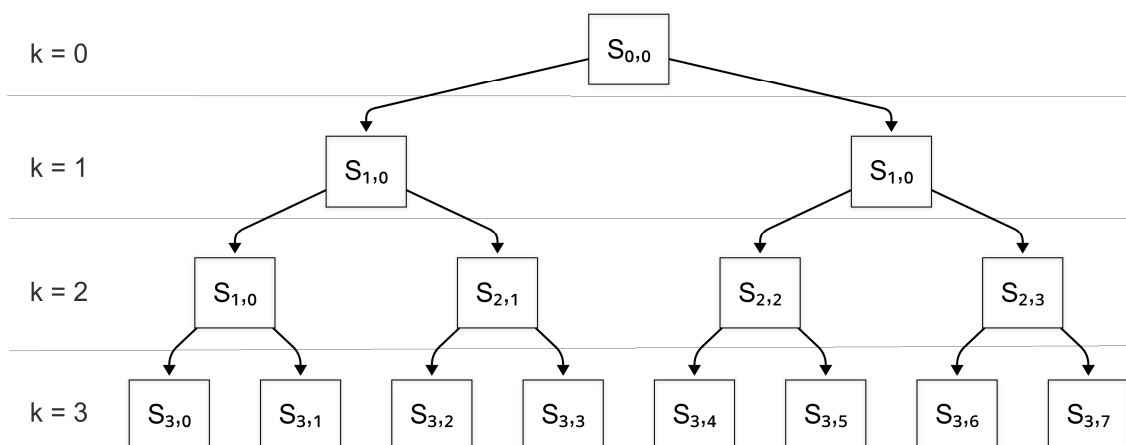 k = 0 S₀,₀
k = 1 S₁,₀ S₁,₀
k = 2 S₁,₀ S₂,₁ S₂,₂ S₂,₃
k = 3 S₃,₀ S₃,₁ S₃,₂ S₃,₃ S₃,₄ S₃,₅ S₃,₆ S₃,₇